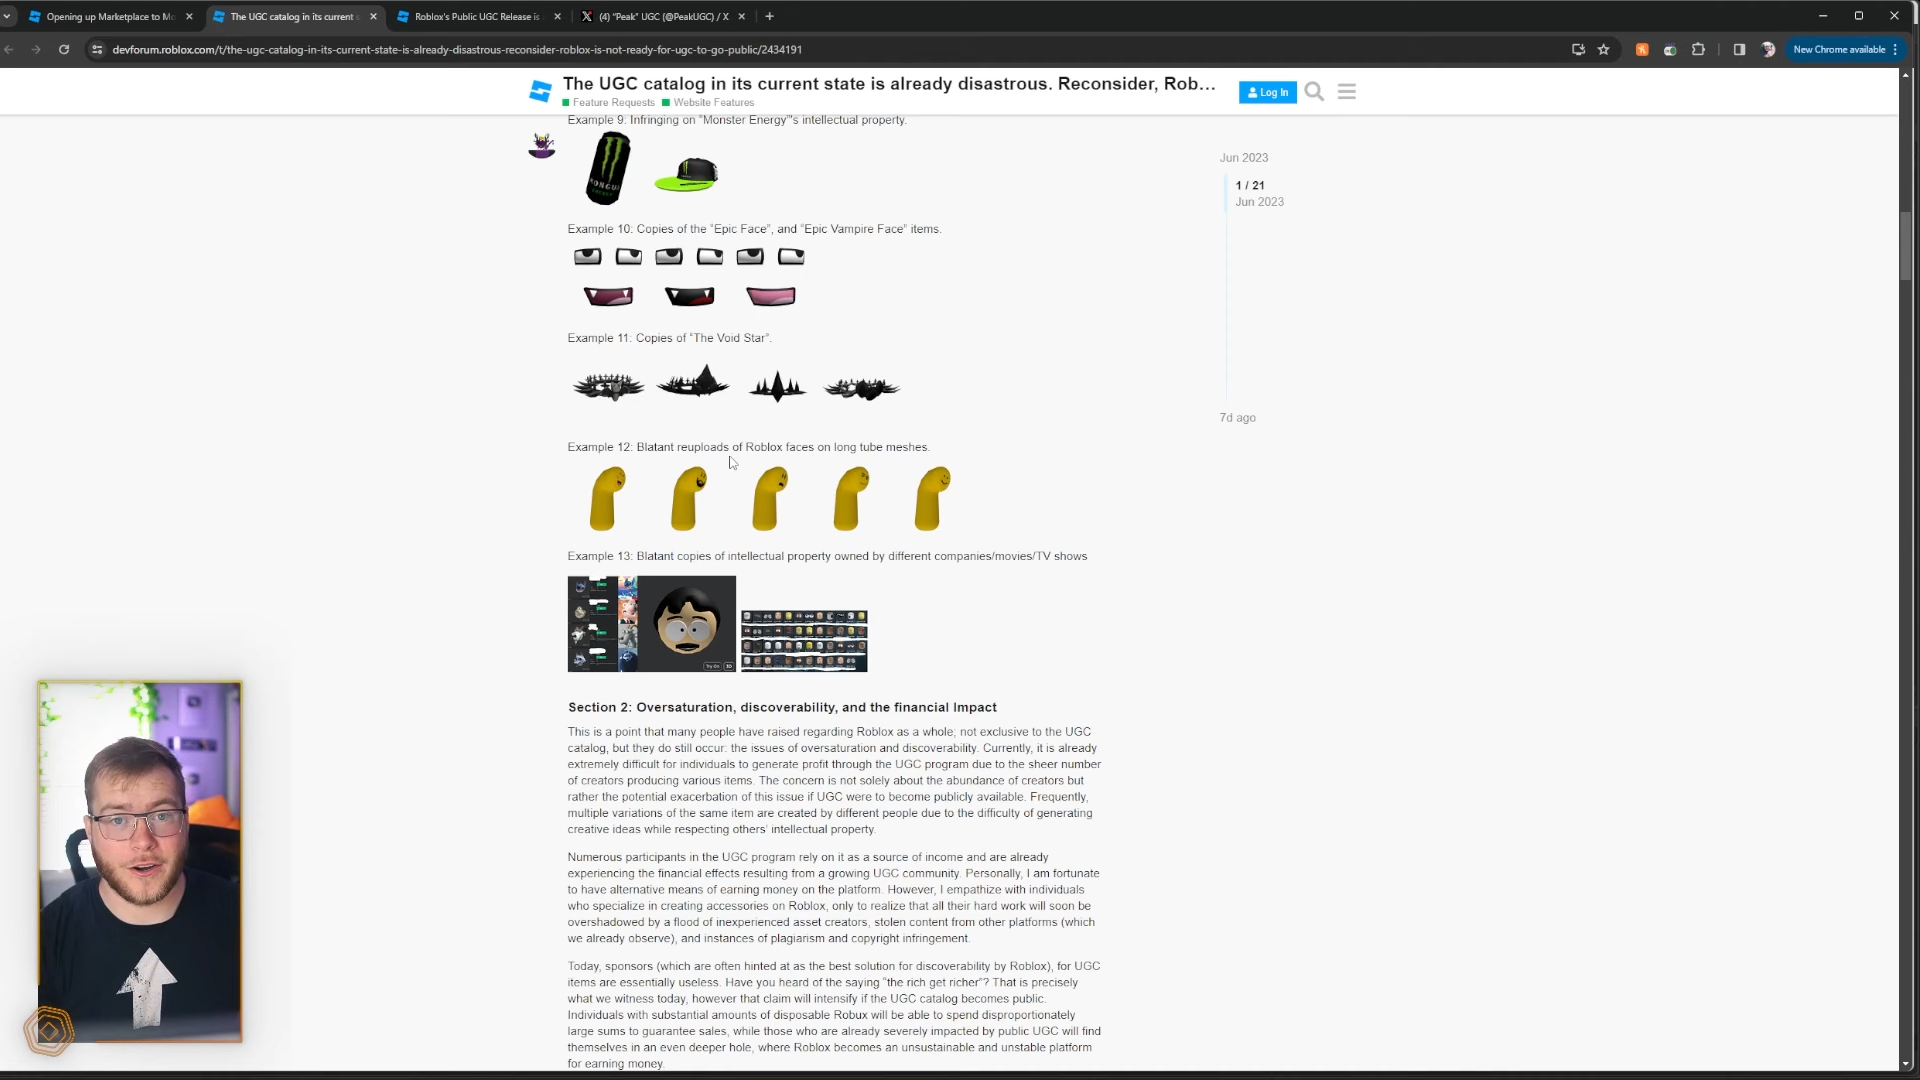 Opening up Marketplace to Mo
The UGC catalog in its current s
Roblox's Public UGC Release is
(4) "Peak" UGC (@PeakUGC) / X
devforum.roblox.com/t/the-ugc-catalog-in-its-current-state-is-already-disastrous-reconsider-roblox-is-not-ready-for-ugc-to-go-public/2434191
New Chrome available
The UGC catalog in its current state is already disastrous. Reconsider, Rob...
Feature Requests Website Features
Log In
Example 9: Infringing on "Monster Energy"'s intellectual property.
Jun 2023
1 / 21
Jun 2023
7d ago
Example 10: Copies of the "Epic Face", and "Epic Vampire Face" items.
Example 11: Copies of "The Void Star".
Example 12: Blatant reuploads of Roblox faces on long tube meshes.
Example 13: Blatant copies of intellectual property owned by different companies/movies/TV shows
Try On 3D
Section 2: Oversaturation, discoverability, and the financial Impact
This is a point that many people have raised regarding Roblox as a whole; not exclusive to the UGC
catalog, but they do still occur: the issues of oversaturation and discoverability. Currently, it is already
extremely difficult for individuals to generate profit through the UGC program due to the sheer number
of creators producing various items. The concern is not solely about the abundance of creators but
rather the potential exacerbation of this issue if UGC were to become publicly available. Frequently,
multiple variations of the same item are created by different people due to the difficulty of generating
creative ideas while respecting others' intellectual property.
Numerous participants in the UGC program rely on it as a source of income and are already
experiencing the financial effects resulting from a growing UGC community. Personally, I am fortunate
to have alternative means of earning money on the platform. However, I empathize with individuals
who specialize in creating accessories on Roblox, only to realize that all their hard work will soon be
overshadowed by a flood of inexperienced asset creators, stolen content from other platforms (which
we already observe), and instances of plagiarism and copyright infringement.
Today, sponsors (which are often hinted at as the best solution for discoverability by Roblox), for UGC
items are essentially useless. Have you heard of the saying "the rich get richer"? That is precisely
what we witness today, however that claim will intensify if the UGC catalog becomes public.
Individuals with substantial amounts of disposable Robux will be able to spend disproportionately
large sums to guarantee sales, while those who are already severely impacted by public UGC will find
themselves in an even deeper hole, where Roblox becomes an unsustainable and unstable platform
for earning money.